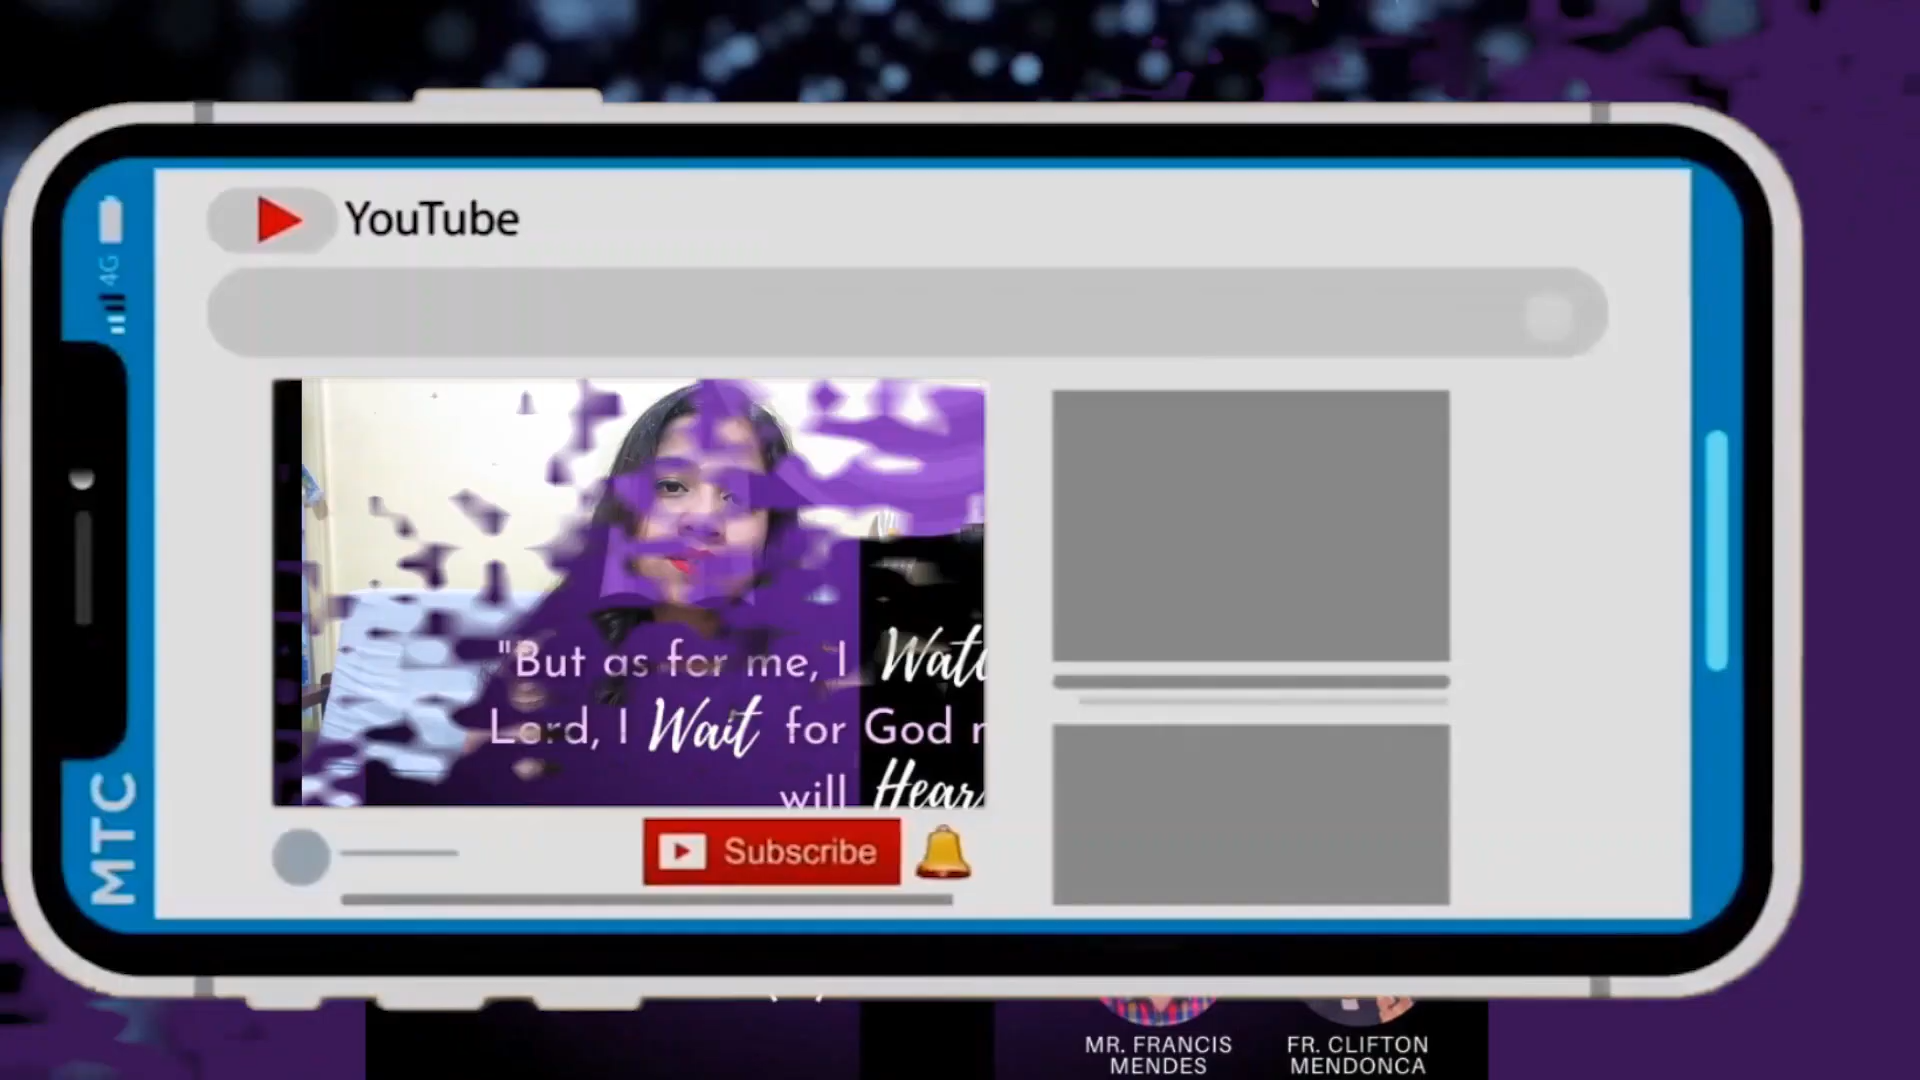 YouTube
4G
"But as for me, I
Lord, I Wait for God
will Hear
Subscribe
MTC
MR. FRANCIS
MENDES
FR. CLIFTON
MENDONCA